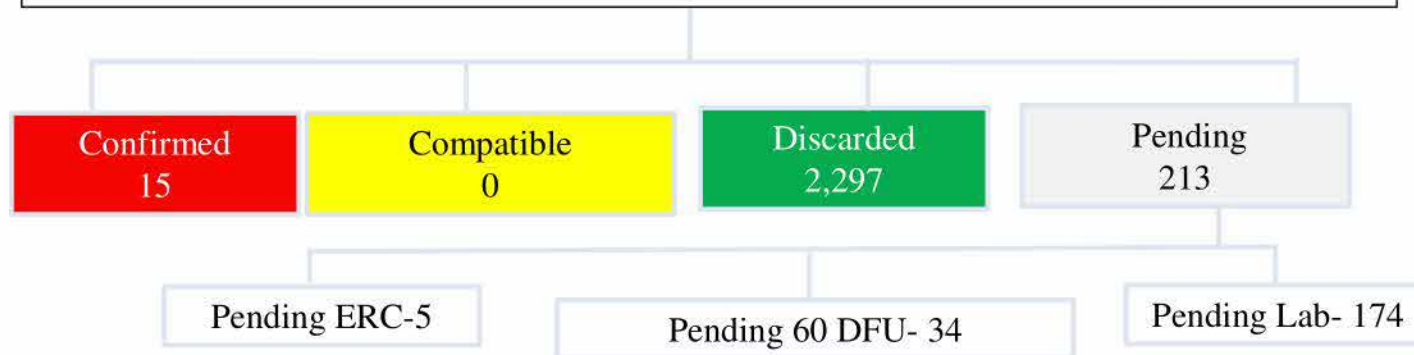 Confirmed
15
Compatible
0
Discarded
2,297
Pending
213
Pending ERC-5
Pending 60 DFU- 34
Pending Lab- 174